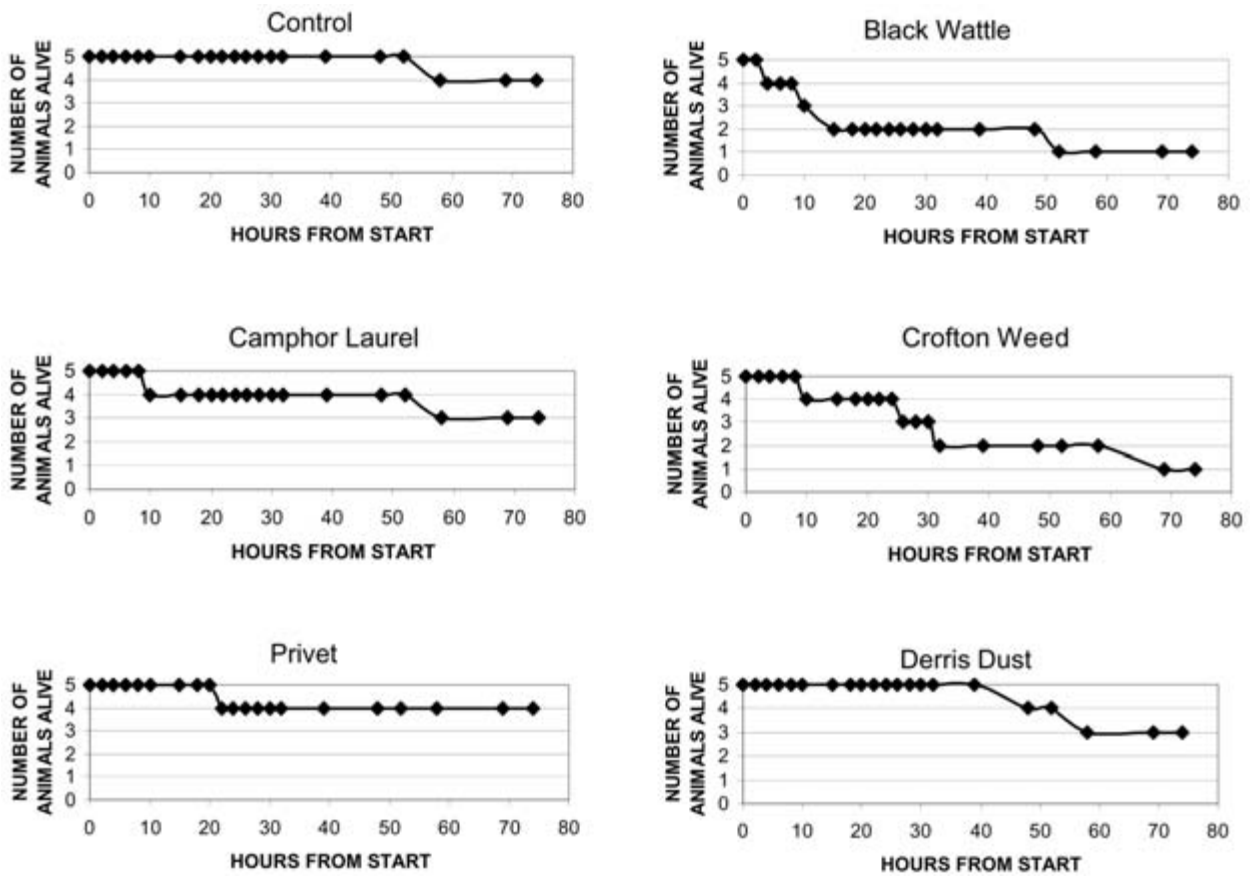 Control
NUMBER OF
ANIMALS ALIVE
5
4
3
2
1
0
0 10 20 30 40 50 60 70 80
HOURS FROM START
Black Wattle
NUMBER OF
ANIMALS ALIVE
5
4
3
2
1
0
0 10 20 30 40 50 60 70 80
HOURS FROM START
Camphor Laurel
NUMBER OF
ANIMALS ALIVE
5
4
3
2
1
0
0 10 20 30 40 50 60 70 80
HOURS FROM START
Crofton Weed
NUMBER OF
ANIMALS ALIVE
5
4
3
2
1
0
0 10 20 30 40 50 60 70 80
HOURS FROM START
Privet
NUMBER OF
ANIMALS ALIVE
5
4
3
2
1
0
0 10 20 30 40 50 60 70 80
HOURS FROM START
Derris Dust
NUMBER OF
ANIMALS ALIVE
5
4
3
2
1
0
0 10 20 30 40 50 60 70 80
HOURS FROM START